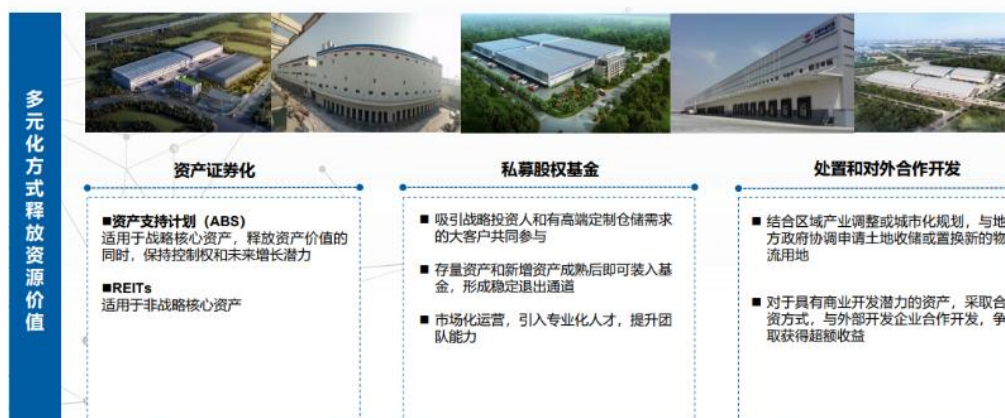 多元化方式释放资源价值
资产证券化
■资产支持计划（ABS）
适用于战略核心资产，释放资产价值的
同时，保持控制权和未来增长潜力
■REITs
适用于非战略核心资产
私募股权基金
■ 吸引战略投资人和有高端定制仓储需求
的大客户共同参与
■ 存量资产和新增资产成熟后即可装入基
金，形成稳定退出通道
■ 市场化运营，引入专业化人才，提升团
队能力
处置和对外合作开发
■ 结合区域产业调整或城市化规划，与地
方政府协调申请土地收储或置换新的物
流用地
■ 对于具有商业开发潜力的资产，采取合
资方式，与外部开发企业合作开发，争
取获得超额收益